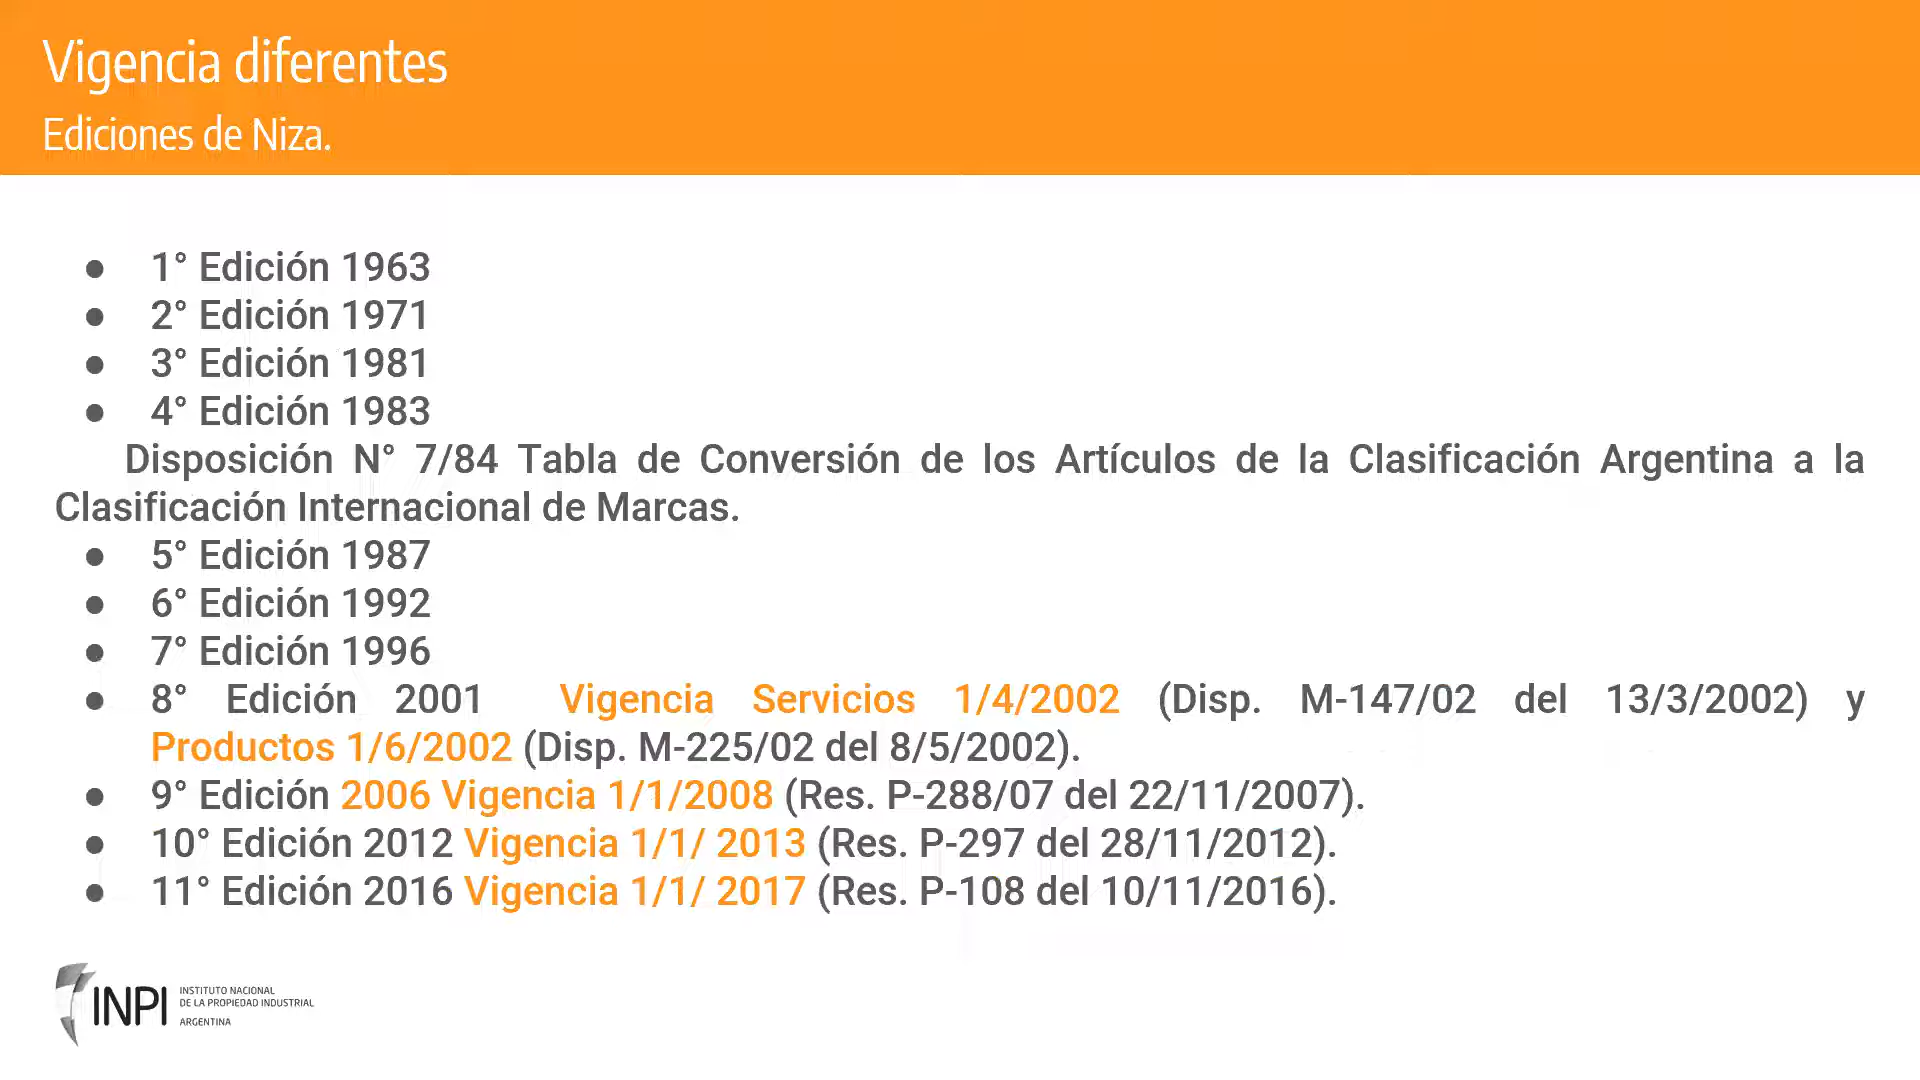 Vigencia diferentes
Ediciones de Niza.
● 1° Edición 1963
● 2° Edición 1971
● 3° Edición 1981
● 4° Edición 1983
Disposición N° 7/84 Tabla de Conversión de los Artículos de la Clasificación Argentina a la
Clasificación Internacional de Marcas.
● 5° Edición 1987
● 6° Edición 1992
● 7° Edición 1996
● 8° Edición 2001 Vigencia Servicios 1/4/2002 (Disp. M-147/02 del 13/3/2002) y
Productos 1/6/2002 (Disp. M-225/02 del 8/5/2002).
● 9° Edición 2006 Vigencia 1/1/2008 (Res. P-288/07 del 22/11/2007).
● 10° Edición 2012 Vigencia 1/1/ 2013 (Res. P-297 del 28/11/2012).
● 11° Edición 2016 Vigencia 1/1/ 2017 (Res. P-108 del 10/11/2016).
INPI
INSTITUTO NACIONAL
DE LA PROPIEDAD INDUSTRIAL
ARGENTINA